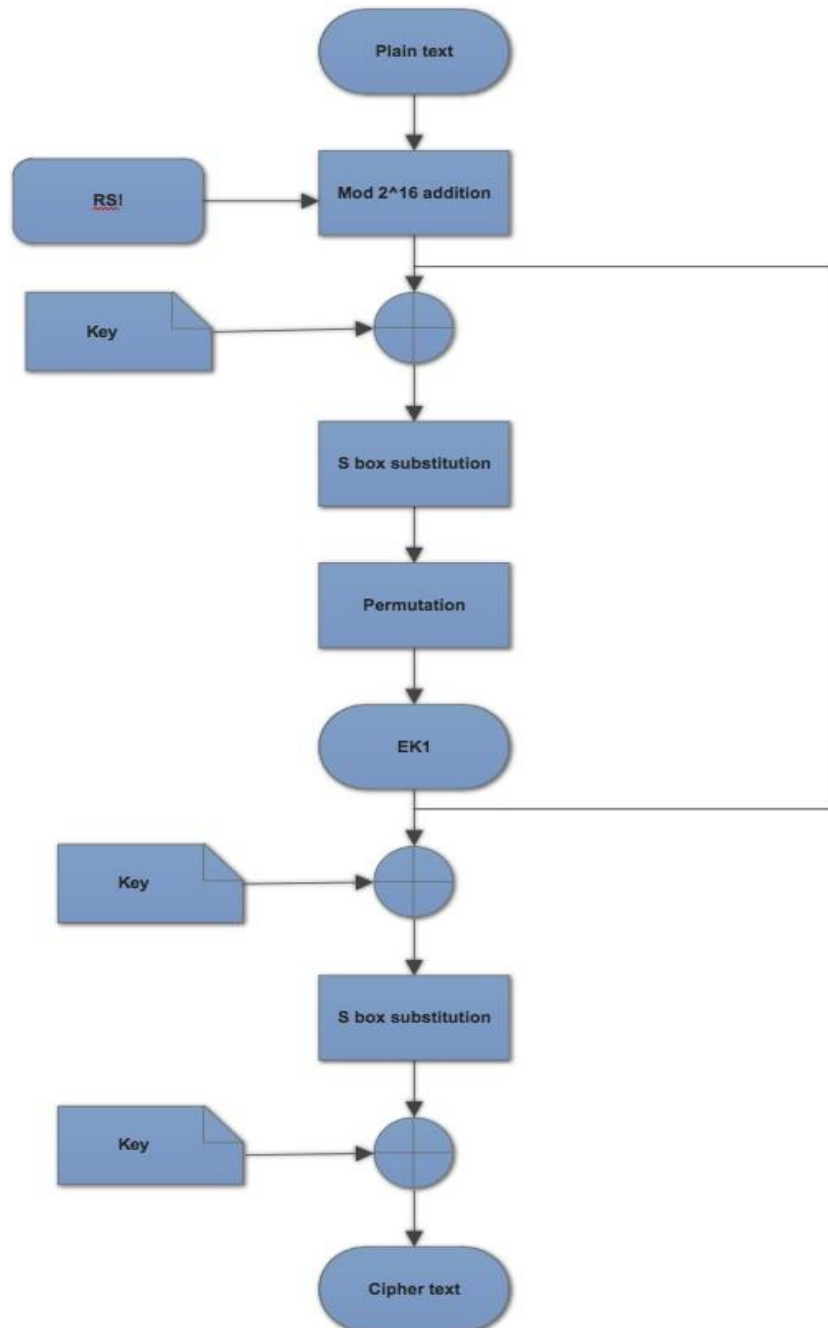 Plain text
Mod 2^16 addition
RSI
Key
S box substitution
Permutation
EK1
Key
S box substitution
Key
Cipher text